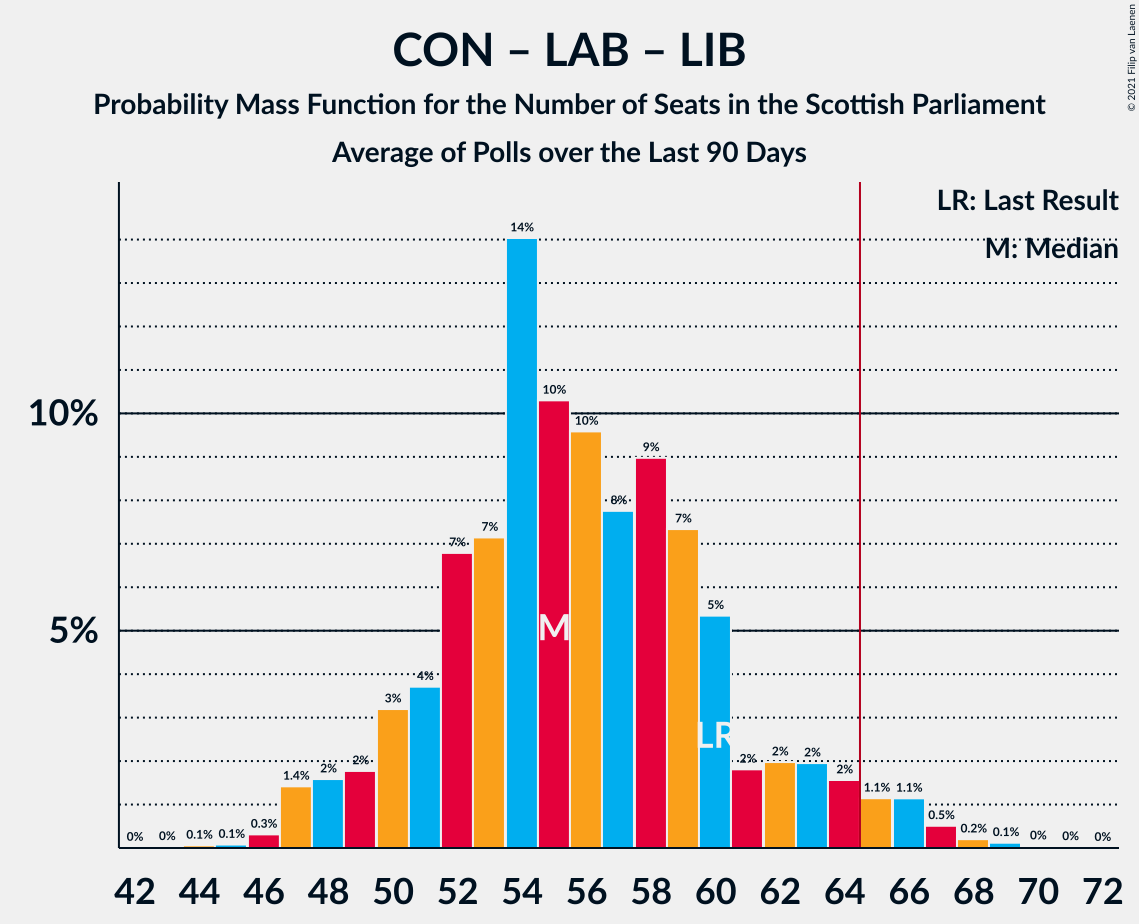 CON – LAB – LIB
Probability Mass Function for the Number of Seats in the Scottish Parliament
Average of Polls over the Last 90 Days
© 2021 Filip van Laenen
LR: Last Result
M: Median
10%
5%
0% 0% 0.1% 0.1% 0.3% 1.4% 2% 2% 3% 4% 7% 7% 14% 10% 10% 8% 9% 7% 5% 2% 2% 2% 2% 1.1% 1.1% 0.5% 0.2% 0.1% 0% 0% 0%
M
LR
42 44 46 48 50 52 54 56 58 60 62 64 66 68 70 72